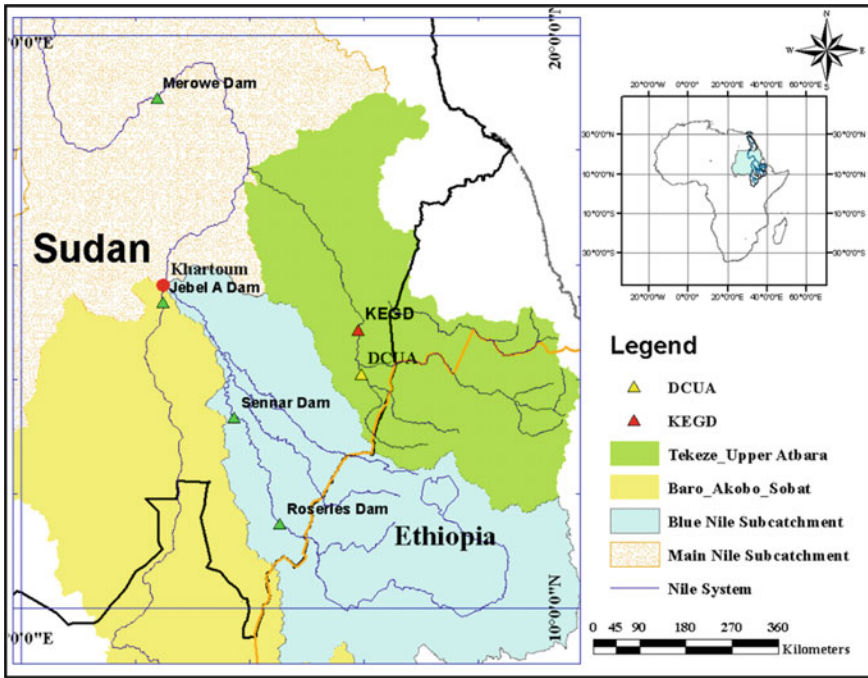 20°0'0"N
0°0'0"E
Merowe Dam
Sudan
Khartoum
Jebel A Dam
KEGD
DCUA
Sennar Dam
Roseries Dam
Ethiopia
10°0'0"N
0°0'0"E
N
W E
S
20°0'0"W 0°0'0"E 20°0'0"E 40°0'0"E 60°0'0"E
30°0'0"N 30°0'0"N
10°0'0"N 10°0'0"N
10°0'0"S 10°0'0"S
30°0'0"S 30°0'0"S
20°0'0"W 0°0'0"E 20°0'0"E 40°0'0"E 60°0'0"E
Legend
DCUA
KEGD
Tekeze_Upper Atbara
Baro_Akobo_Sobat
Blue Nile Subcatchment
Main Nile Subcatchment
Nile System
0 45 90 180 270 360
Kilometers